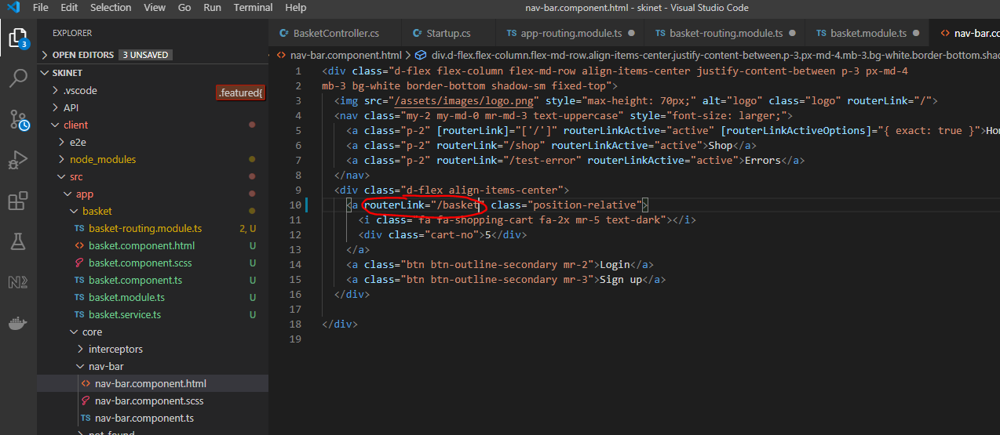 File Edit Selection View Go Run Terminal Help nav-bar.component.html - skinet - Visual Studio Code
EXPLORER
BasketController.cs Startup.cs TS app-routing.module.ts TS basket-routing.module.ts TS basket.module.ts <> nav-bar.co
3
OPEN EDITORS 3 UNSAVED
<> nav-bar.component.html > div.d-flex.flex-column.flex-md-row.align-items-center.justify-content-between.p-3.px-md-4.mb-3.bg-white.border-bottom.shad
SKINET
.vscode
.featured{
API
client
e2e
node_modules
src
app
basket
TS basket-routing.module.ts 2, U
<> basket.component.html U
basket.component.scss U
TS basket.component.ts U
TS basket.module.ts U
TS basket.service.ts U
core
interceptors
nav-bar
<> nav-bar.component.html
nav-bar.component.scss
TS nav-bar.component.ts
not-found
1 <div class="d-flex flex-column flex-md-row align-items-center justify-content-between p-3 px-md-4
2 mb-3 bg-white border-bottom shadow-sm fixed-top">
3 <img src="/assets/images/logo.png" style="max-height: 70px;" alt="logo" class="logo" routerLink="/">
4 <nav class="my-2 my-md-0 mr-md-3 text-uppercase" style="font-size: larger;">
5 <a class="p-2" [routerLink]="['/']" routerLinkActive="active" [routerLinkActiveOptions]="{ exact: true }">Ho
6 <a class="p-2" routerLink="/shop" routerLinkActive="active">Shop</a>
7 <a class="p-2" routerLink="/test-error" routerLinkActive="active">Errors</a>
8 </nav>
9 <div class="d-flex align-items-center">
10 <a routerLink="/basket" class="position-relative">
11 <i class="fa fa-shopping-cart fa-2x mr-5 text-dark"></i>
12 <div class="cart-no">5</div>
13 </a>
14 <a class="btn btn-outline-secondary mr-2">Login</a>
15 <a class="btn btn-outline-secondary mr-3">Sign up</a>
16 </div>
17
18 </div>
19